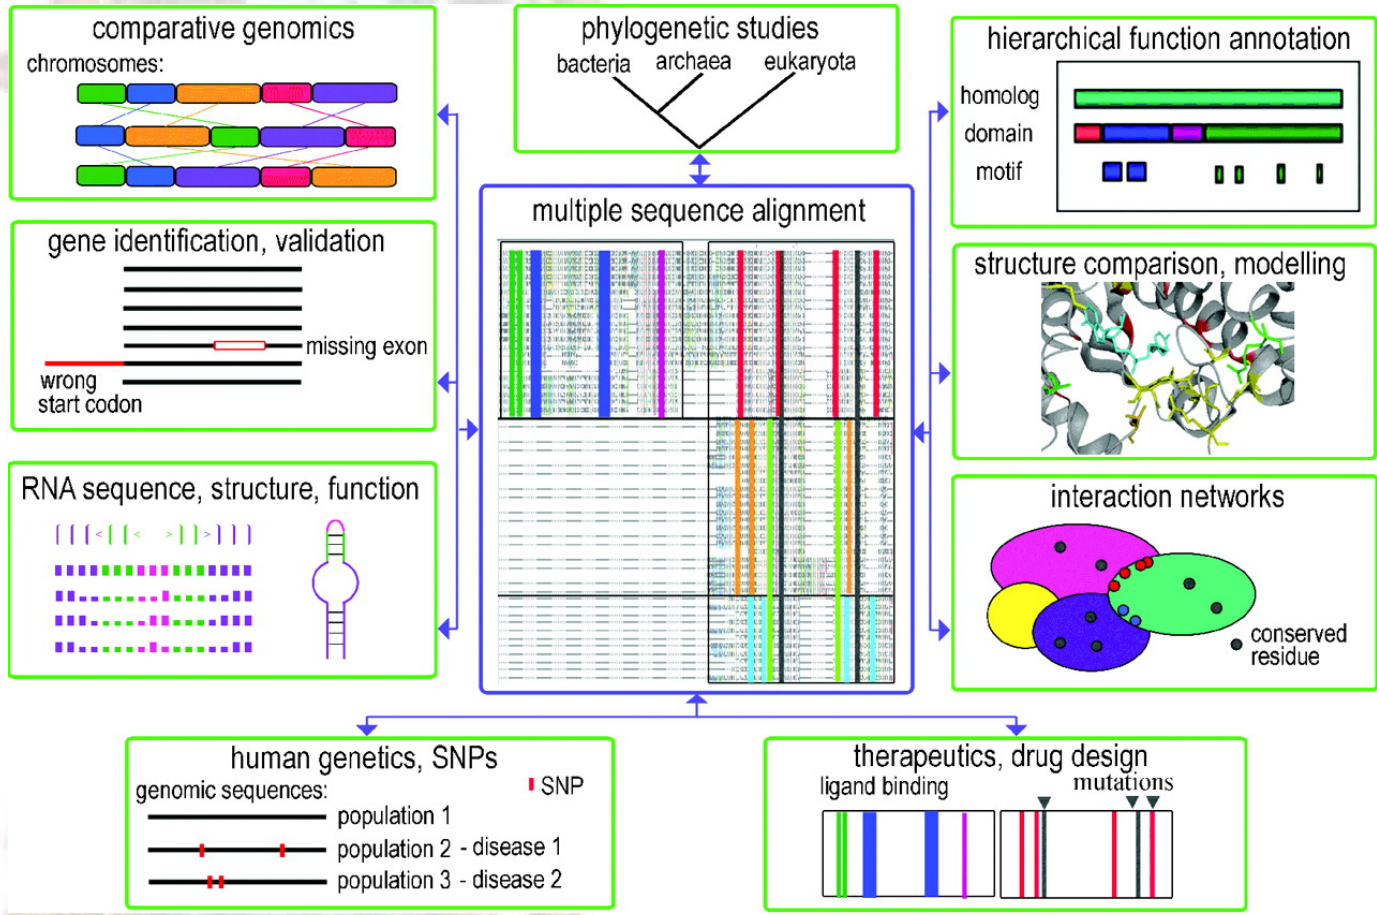 comparative genomics
chromosomes:
phylogenetic studies
bacteria archaea eukaryota
hierarchical function annotation
homolog
domain
motif
gene identification, validation
missing exon
wrong
start codon
multiple sequence alignment
structure comparison, modelling
RNA sequence, structure, function
interaction networks
conserved
residue
human genetics, SNPs
genomic sequences:
SNP
population 1
population 2 - disease 1
population 3 - disease 2
therapeutics, drug design
ligand binding
mutations